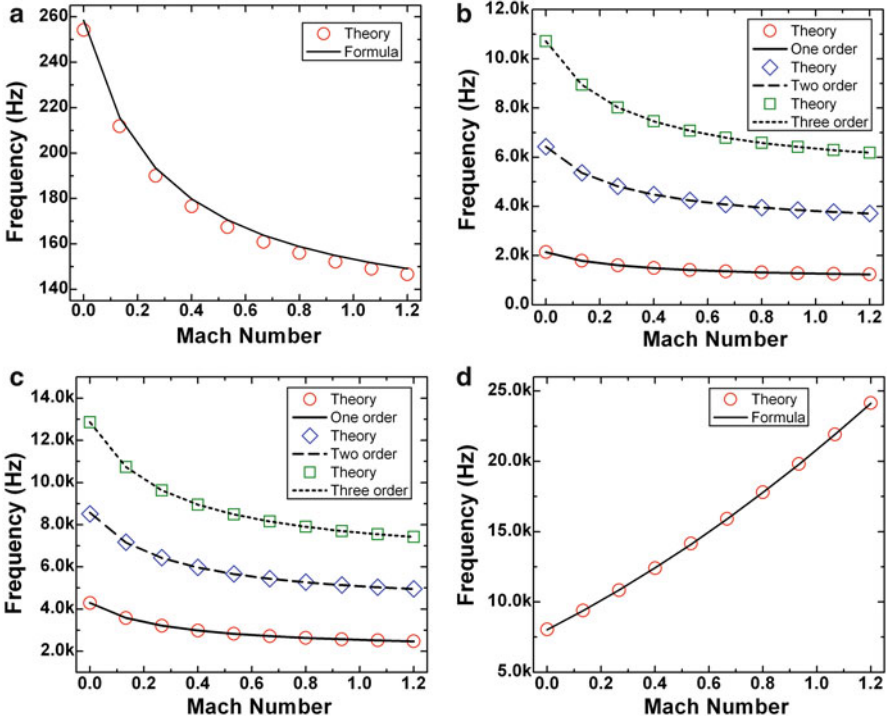 a
260
240
220
200
180
160
140
Frequency (Hz)
Theory
Formula
0.0 0.2 0.4 0.6 0.8 1.0 1.2
Mach Number
b
12.0k
10.0k
8.0k
6.0k
4.0k
2.0k
0.0
Frequency (Hz)
Theory
One order
Theory
Two order
Theory
Three order
0.0 0.2 0.4 0.6 0.8 1.0 1.2
Mach Number
c
14.0k
12.0k
10.0k
8.0k
6.0k
4.0k
2.0k
Frequency (Hz)
Theory
One order
Theory
Two order
Theory
Three order
0.0 0.2 0.4 0.6 0.8 1.0 1.2
Mach Number
d
25.0k
20.0k
15.0k
10.0k
5.0k
Frequency (Hz)
Theory
Formula
0.0 0.2 0.4 0.6 0.8 1.0 1.2
Mach Number